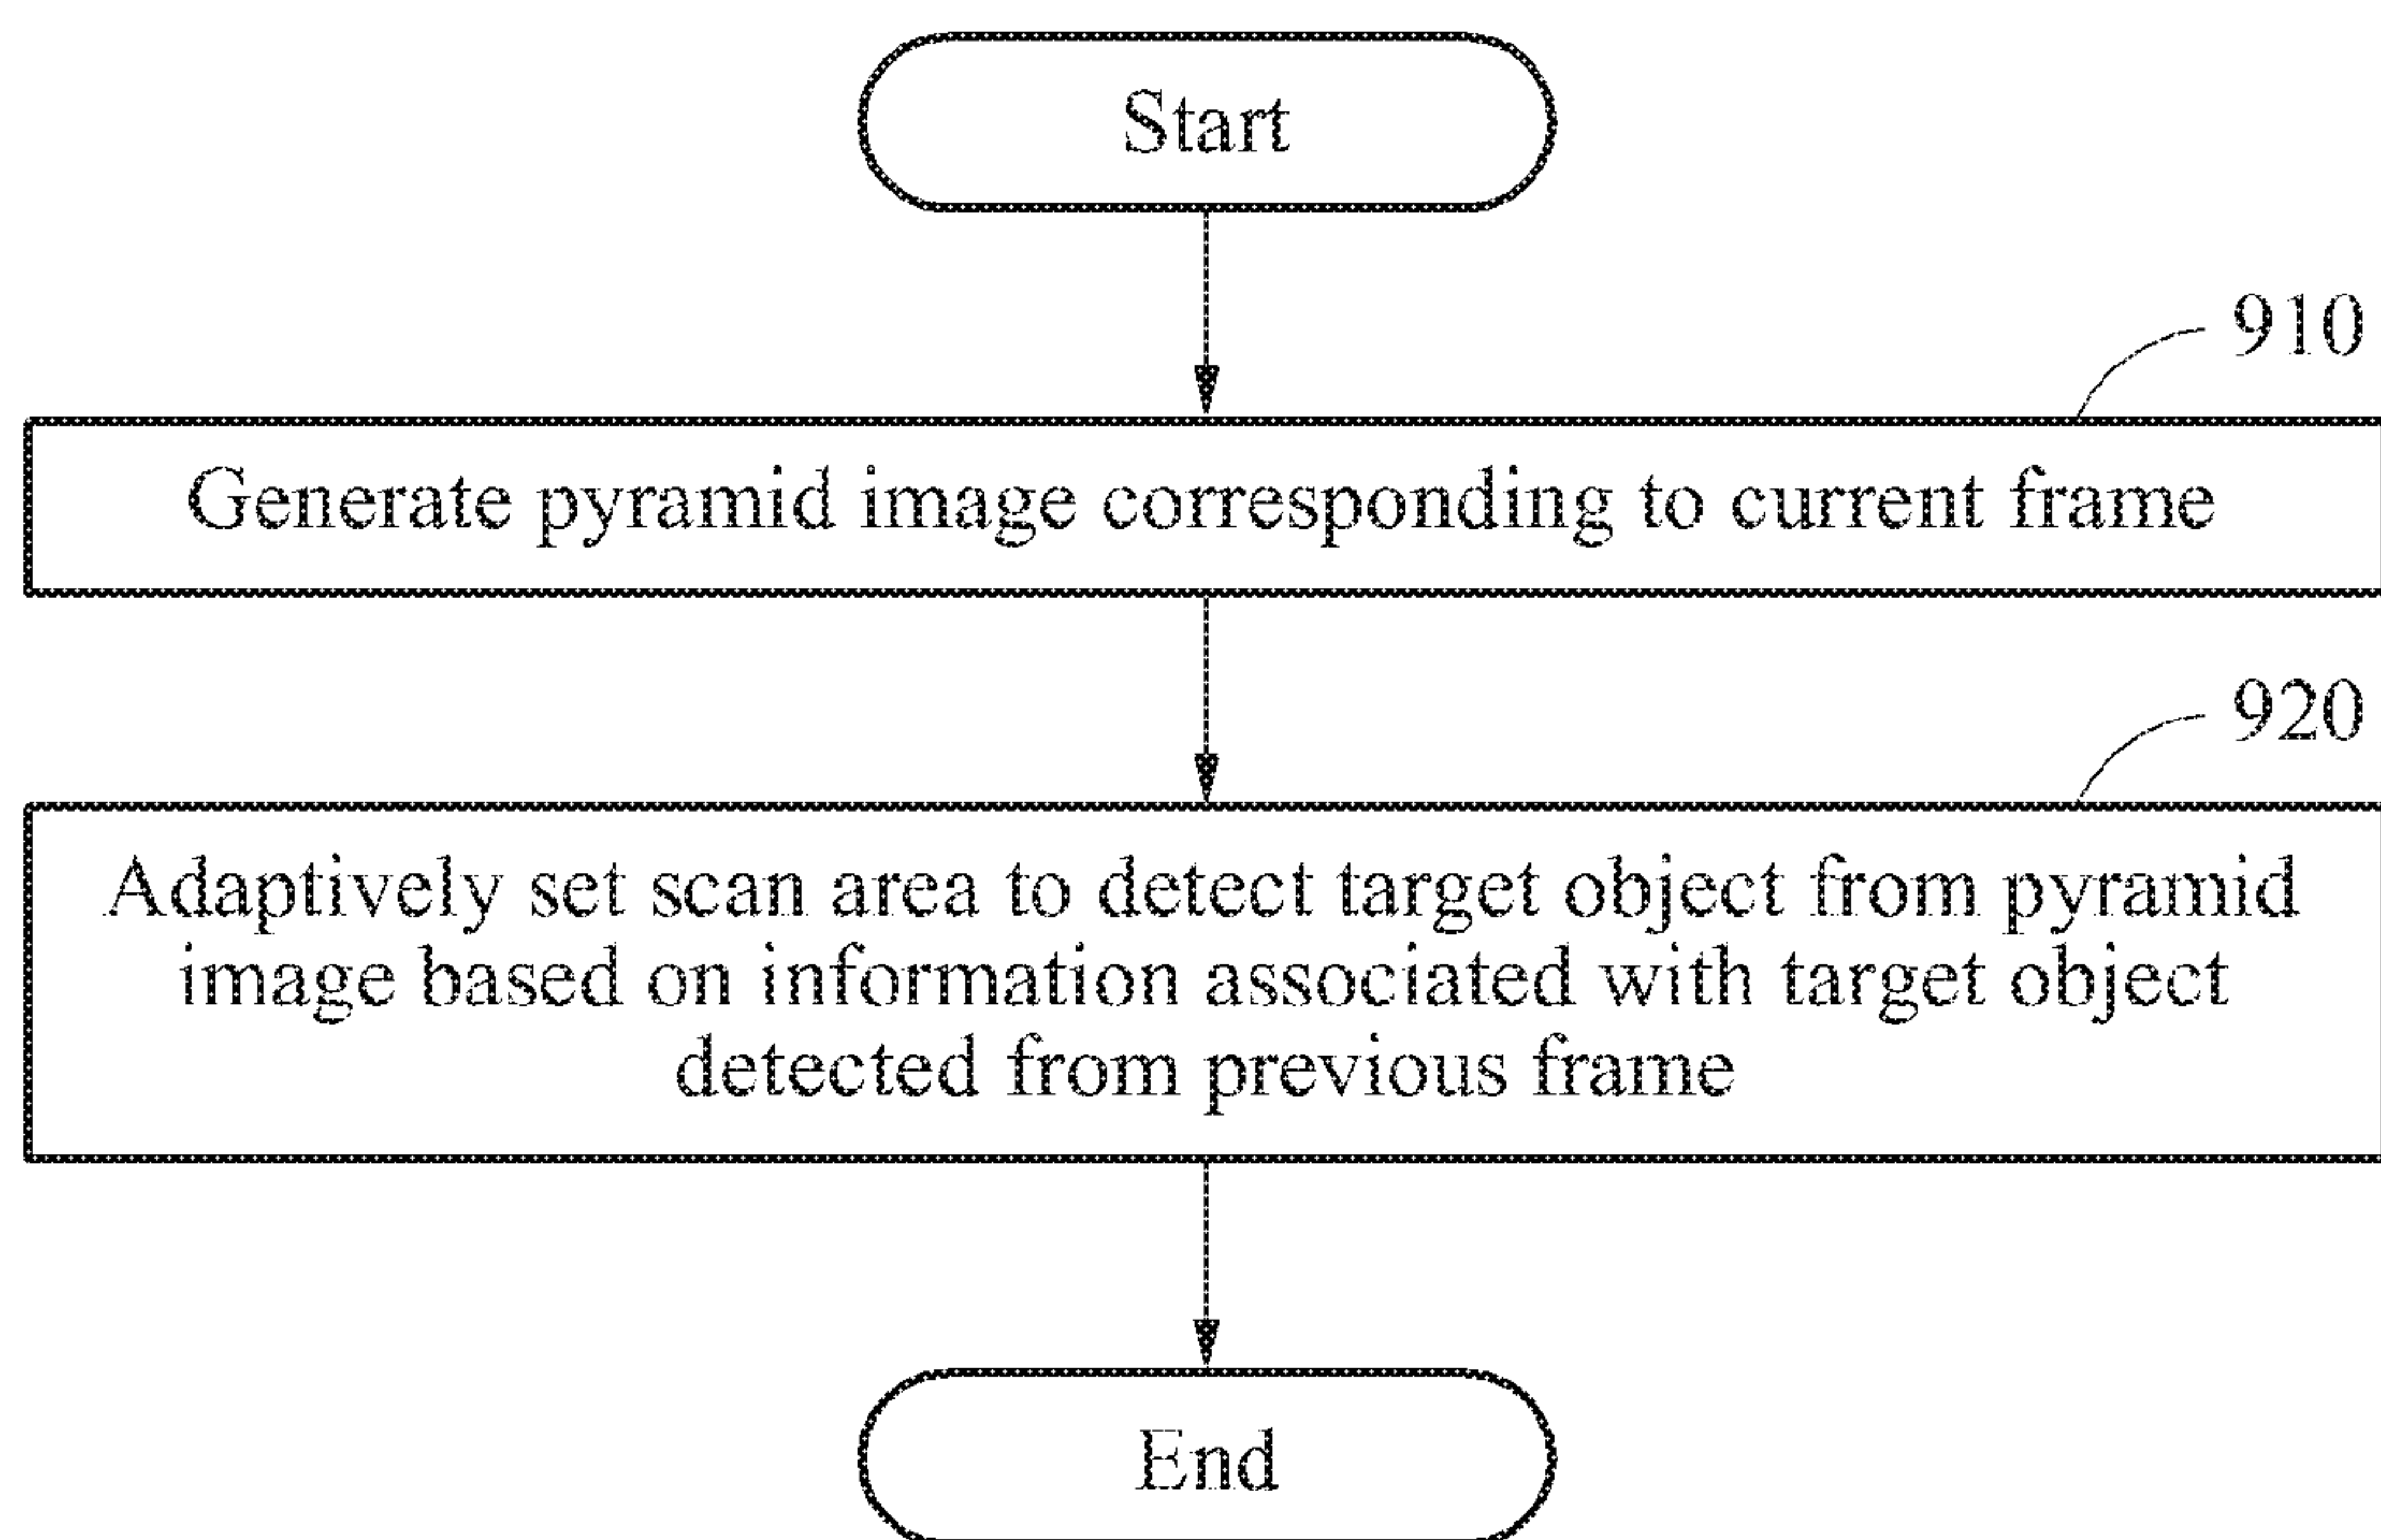 Start
910
Generate pyramid image corresponding to current frame
920
Adaptively set scan area to detect target object from pyramid
image based on information associated with target object
detected from previous frame
End